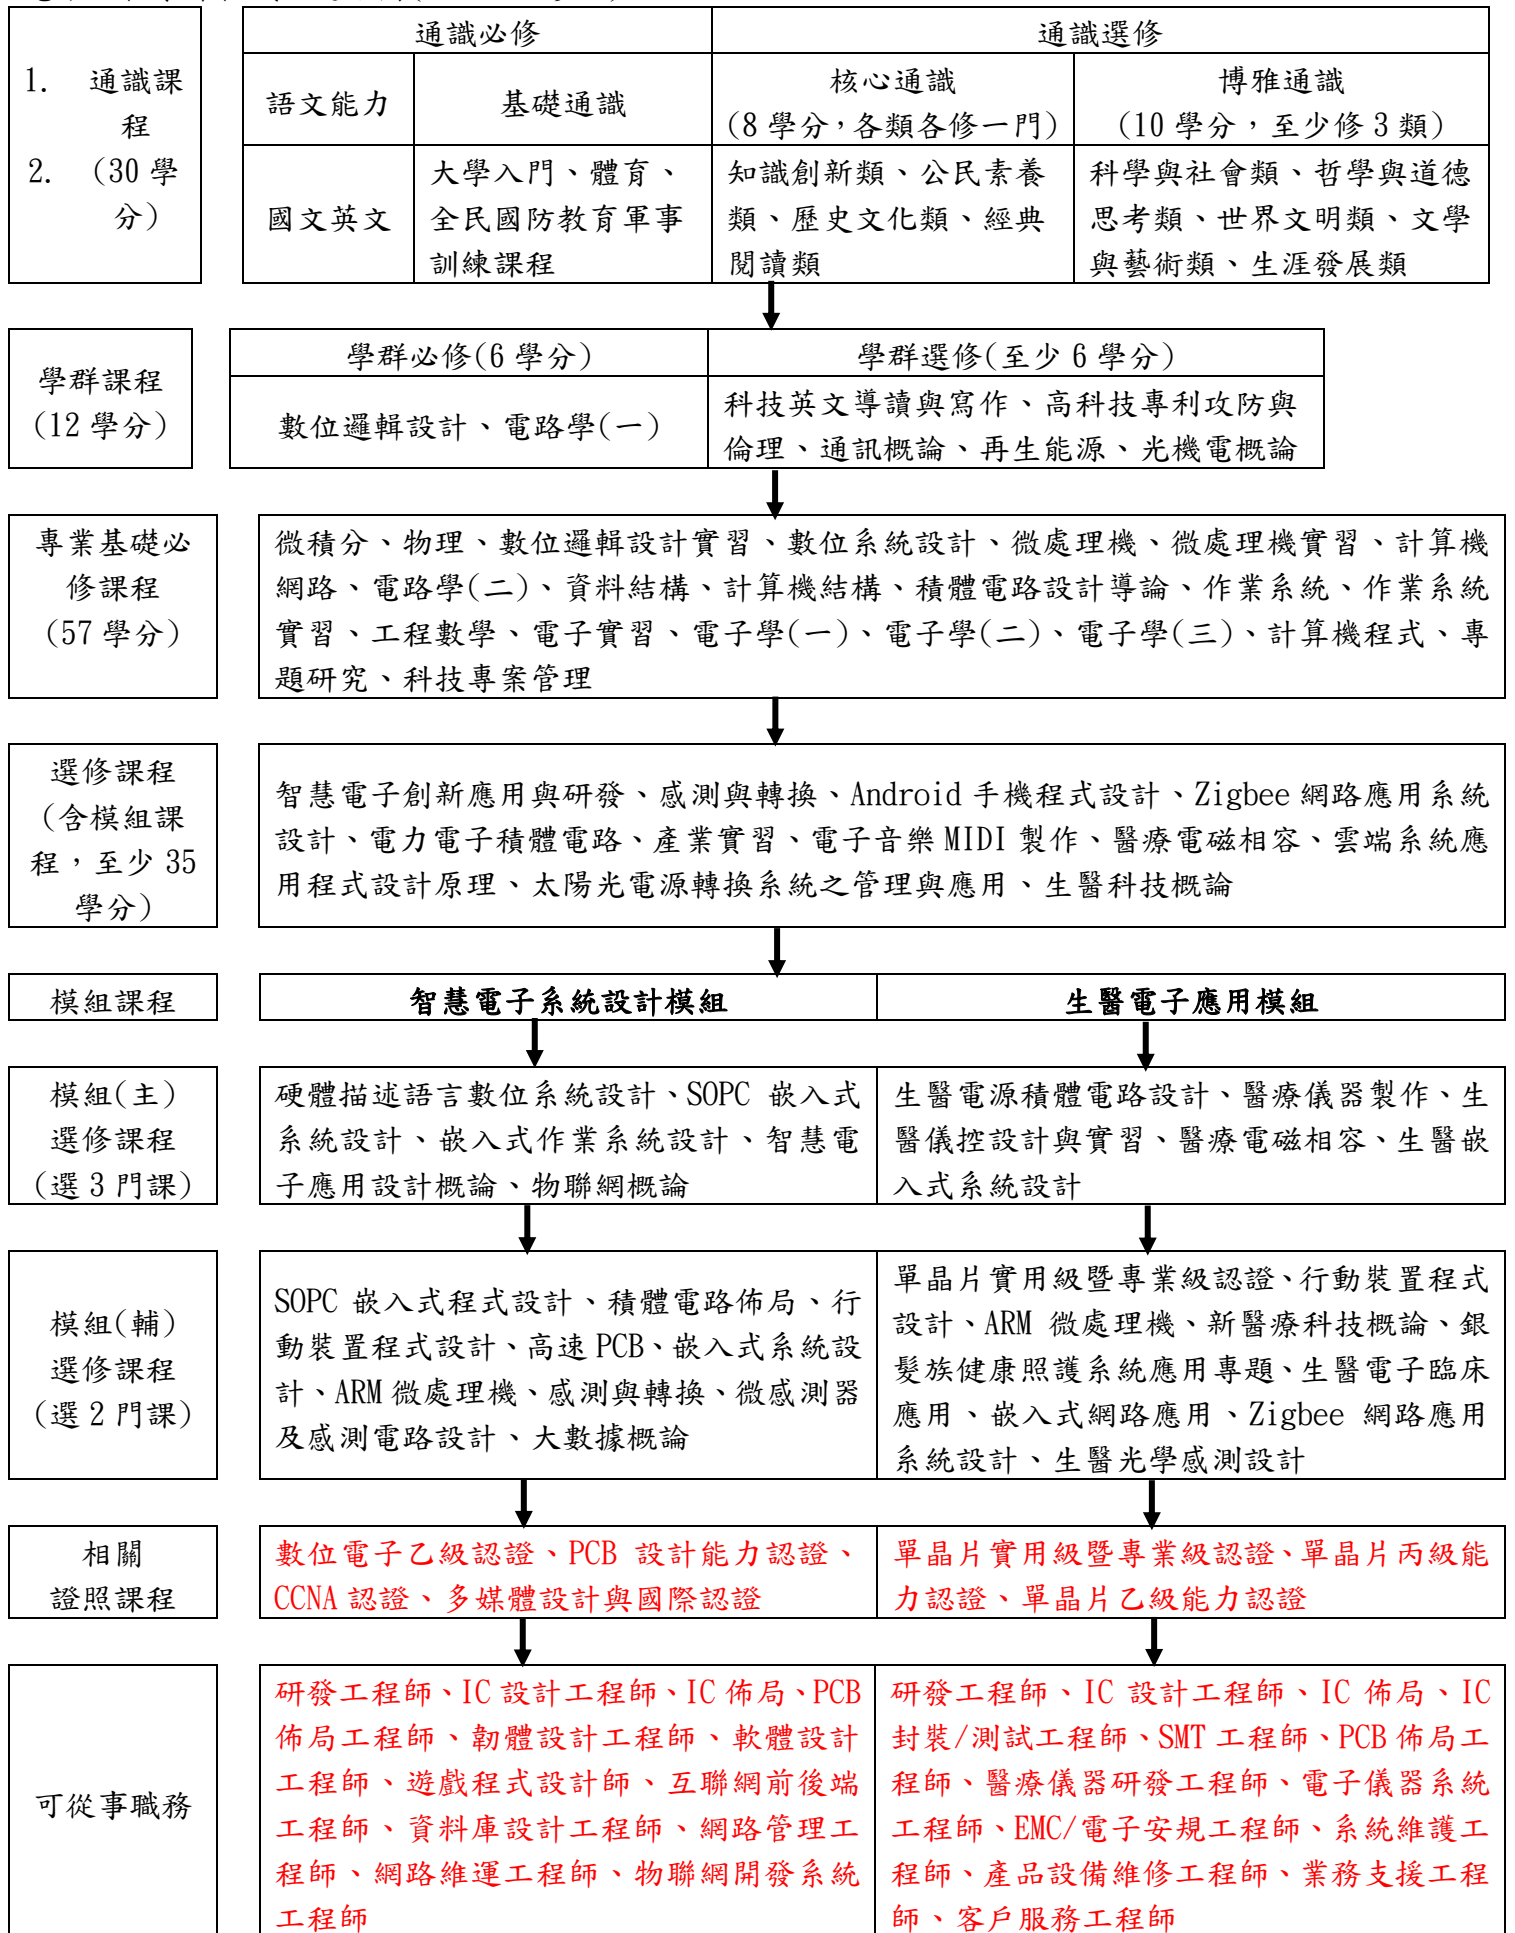 1. 通識課
程
2. (30 學
分)
通識必修
通識選修
語文能力
基礎通識
核心通識
(8 學分，各類各修一門)
博雅通識
(10 學分，至少修 3 類)
國文英文
大學入門、體育、
全民國防教育軍事
訓練課程
知識創新類、公民素養
類、歷史文化類、經典
閱讀類
科學與社會類、哲學與道德
思考類、世界文明類、文學
與藝術類、生涯發展類
學群課程
(12 學分)
學群必修(6 學分)
學群選修(至少 6 學分)
數位邏輯設計、電路學(一)
科技英文導讀與寫作、高科技專利攻防與
倫理、通訊概論、再生能源、光機電概論
專業基礎必
修課程
(57 學分)
微積分、物理、數位邏輯設計實習、數位系統設計、微處理機、微處理機實習、計算機
網路、電路學(二)、資料結構、計算機結構、積體電路設計導論、作業系統、作業系統
實習、工程數學、電子實習、電子學(一)、電子學(二)、電子學(三)、計算機程式、專
題研究、科技專案管理
選修課程
(含模組課
程，至少 35
學分)
智慧電子創新應用與研發、感測與轉換、Android 手機程式設計、Zigbee 網路應用系統
設計、電力電子積體電路、產業實習、電子音樂 MIDI 製作、醫療電磁相容、雲端系統應
用程式設計原理、太陽光電源轉換系統之管理與應用、生醫科技概論
模組課程
智慧電子系統設計模組
生醫電子應用模組
模組(主)
選修課程
(選 3 門課)
硬體描述語言數位系統設計、SOPC 嵌入式
系統設計、嵌入式作業系統設計、智慧電
子應用設計概論、物聯網概論
生醫電源積體電路設計、醫療儀器製作、生
醫儀控設計與實習、醫療電磁相容、生醫嵌
入式系統設計
模組(輔)
選修課程
(選 2 門課)
SOPC 嵌入式程式設計、積體電路佈局、行
動裝置程式設計、高速 PCB、嵌入式系統設
計、ARM 微處理機、感測與轉換、微感測器
及感測電路設計、大數據概論
單晶片實用級暨專業級認證、行動裝置程式
設計、ARM 微處理機、新醫療科技概論、銀
髮族健康照護系統應用專題、生醫電子臨床
應用、嵌入式網路應用、Zigbee 網路應用
系統設計、生醫光學感測設計
相關
證照課程
數位電子乙級認證、PCB 設計能力認證、
CCNA 認證、多媒體設計與國際認證
單晶片實用級暨專業級認證、單晶片丙級能
力認證、單晶片乙級能力認證
可從事職務
研發工程師、IC 設計工程師、IC 佈局、PCB
佈局工程師、韌體設計工程師、軟體設計
工程師、遊戲程式設計師、互聯網前後端
工程師、資料庫設計工程師、網路管理工
程師、網路維運工程師、物聯網開發系統
工程師
研發工程師、IC 設計工程師、IC 佈局、IC
封裝/測試工程師、SMT 工程師、PCB 佈局工
程師、醫療儀器研發工程師、電子儀器系統
工程師、EMC/電子安規工程師、系統維護工
程師、產品設備維修工程師、業務支援工程
師、客戶服務工程師